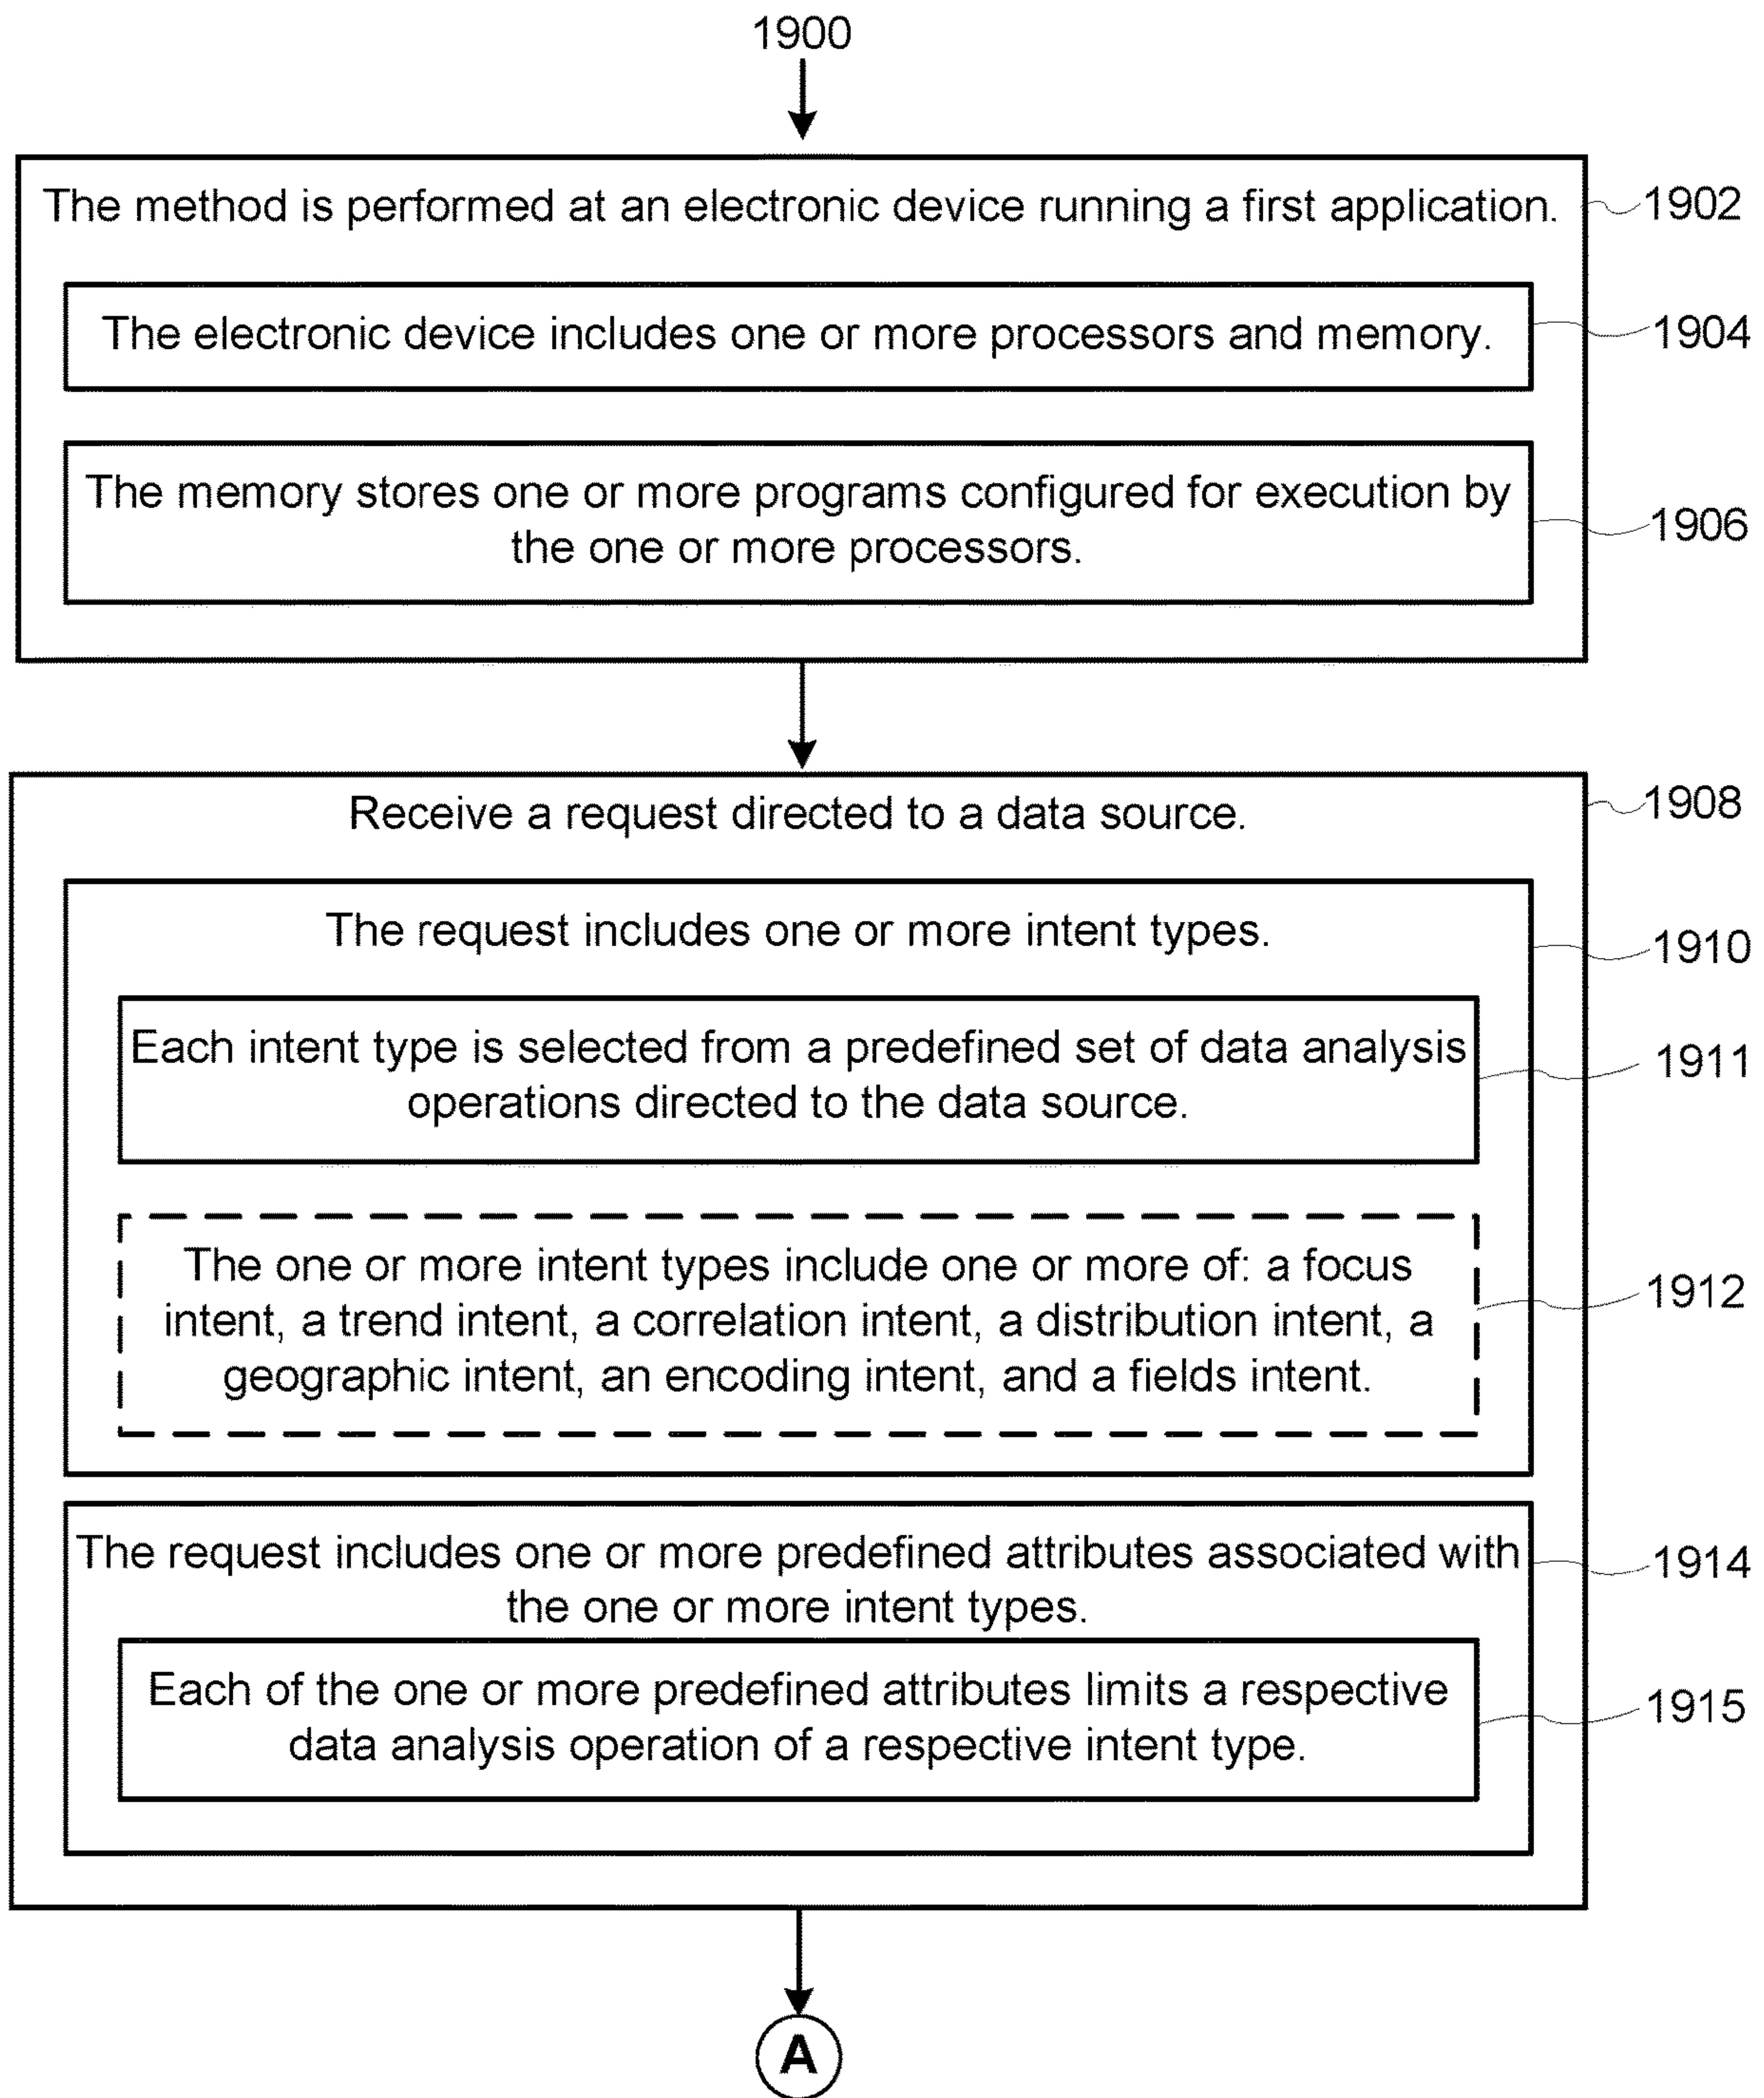 1900
The method is performed at an electronic device running a first application.
1902
The electronic device includes one or more processors and memory.
1904
The memory stores one or more programs configured for execution by
the one or more processors.
1906
Receive a request directed to a data source.
1908
The request includes one or more intent types.
1910
Each intent type is selected from a predefined set of data analysis
operations directed to the data source.
1911
The one or more intent types include one or more of: a focus
intent, a trend intent, a correlation intent, a distribution intent, a
geographic intent, an encoding intent, and a fields intent.
1912
The request includes one or more predefined attributes associated with
the one or more intent types.
1914
Each of the one or more predefined attributes limits a respective
data analysis operation of a respective intent type.
1915
A